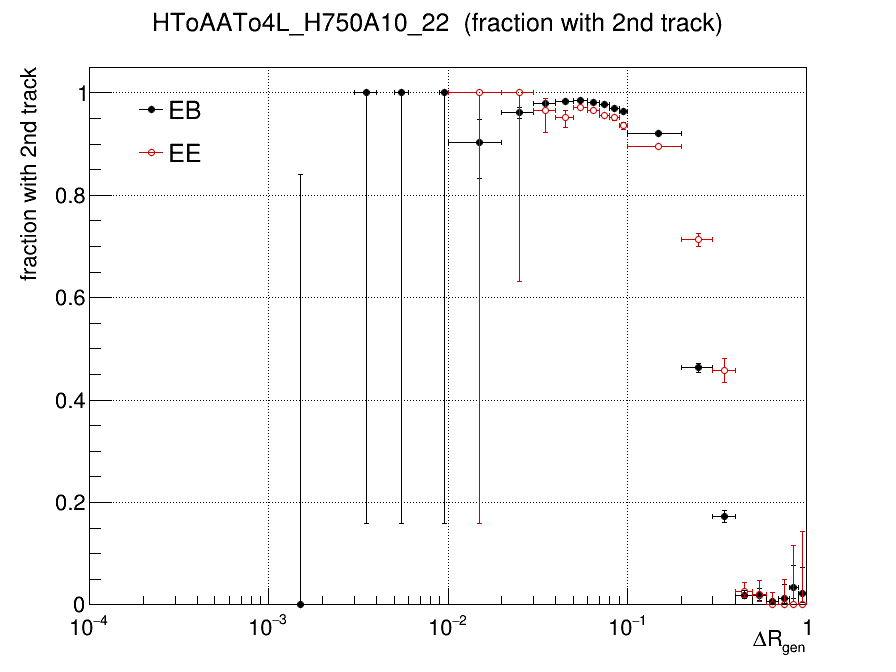 HToAATo4L_H750A10_22 (fraction with 2nd track)
fraction with 2nd track
EB
EE
1
0.8
0.6
0.4
0.2
0
10⁻⁴
10⁻³
10⁻²
10⁻¹
1
ΔR_gen